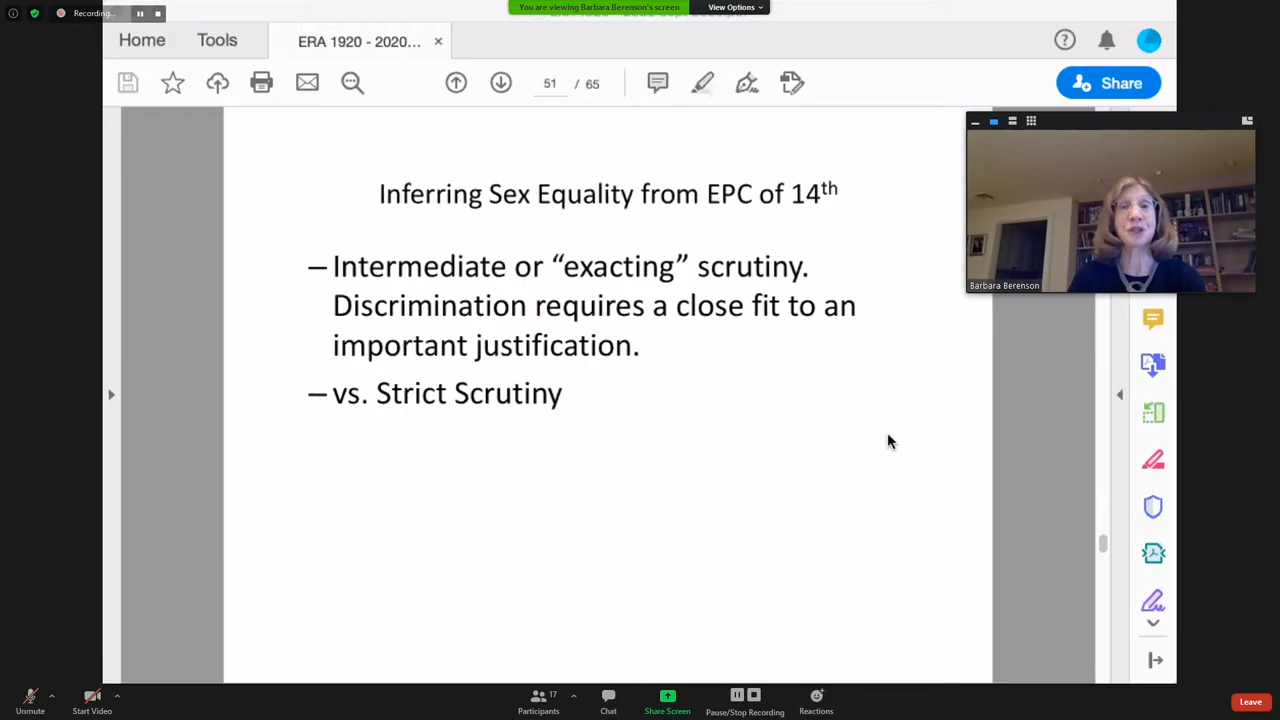 Recording...
You are viewing Barbara Berenson's screen
View Options
Home
Tools
ERA 1920 - 2020...
51 / 65
Share
Inferring Sex Equality from EPC of 14th
– Intermediate or “exacting” scrutiny.
Discrimination requires a close fit to an
important justification.
– vs. Strict Scrutiny
Barbara Berenson
Unmute
Start Video
17
Participants
Chat
Share Screen
Pause/Stop Recording
Reactions
Leave